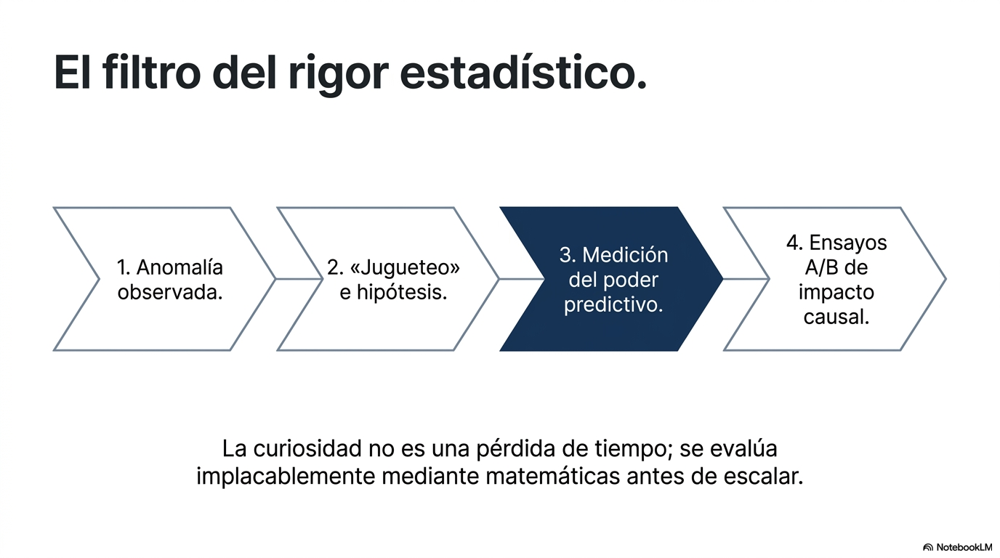 El filtro del rigor estadístico.
1. Anomalía
observada.
2. «Jugueteo»
e hipótesis.
3. Medición
del poder
predictivo.
4. Ensayos
A/B de
impacto
causal.
La curiosidad no es una pérdida de tiempo; se evalúa
implacablemente mediante matemáticas antes de escalar.
NotebookLM